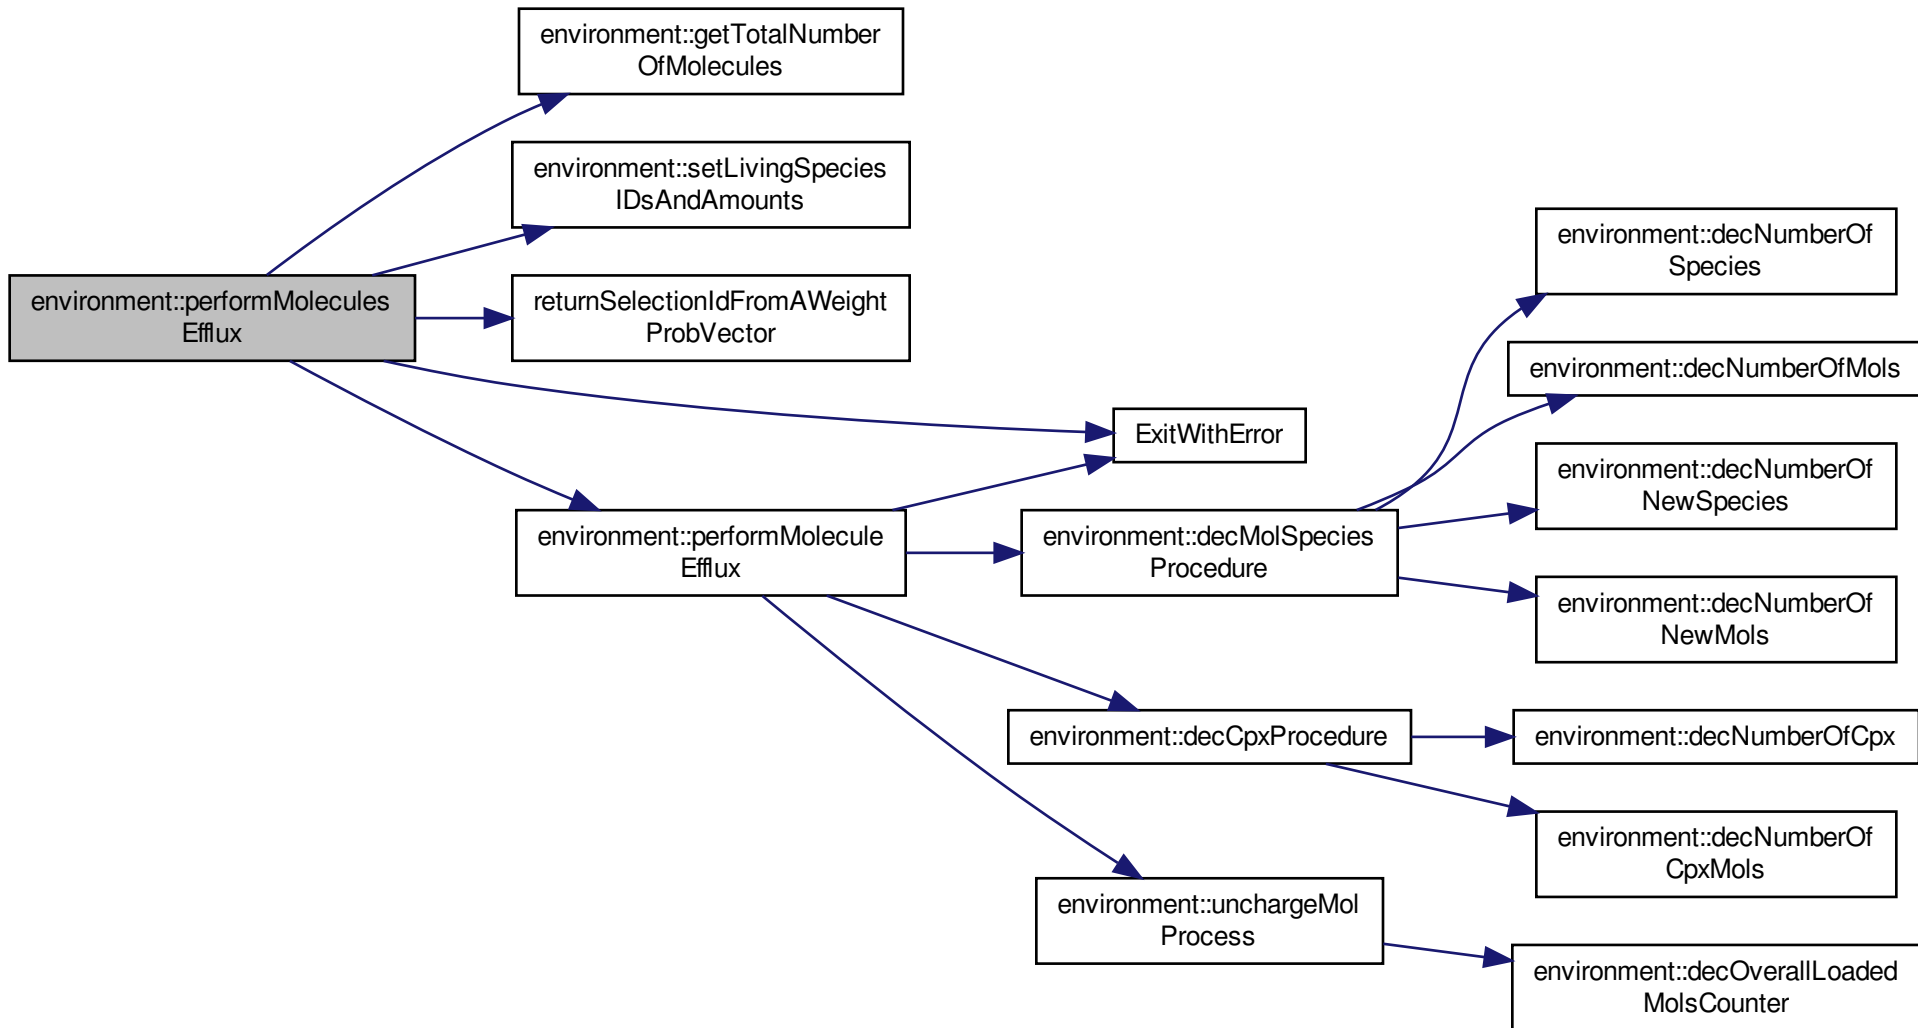 environment::getTotalNumber
OfMolecules
environment::setLivingSpecies
IDsAndAmounts
environment::performMolecules
Efflux
returnSelectionIdFromAWeight
ProbVector
ExitWithError
environment::performMolecule
Efflux
environment::decMolSpecies
Procedure
environment::decCpxProcedure
environment::unchargeMol
Process
environment::decNumberOf
Species
environment::decNumberOfMols
environment::decNumberOf
NewSpecies
environment::decNumberOf
NewMols
environment::decNumberOfCpx
environment::decNumberOf
CpxMols
environment::decOverallLoaded
MolsCounter